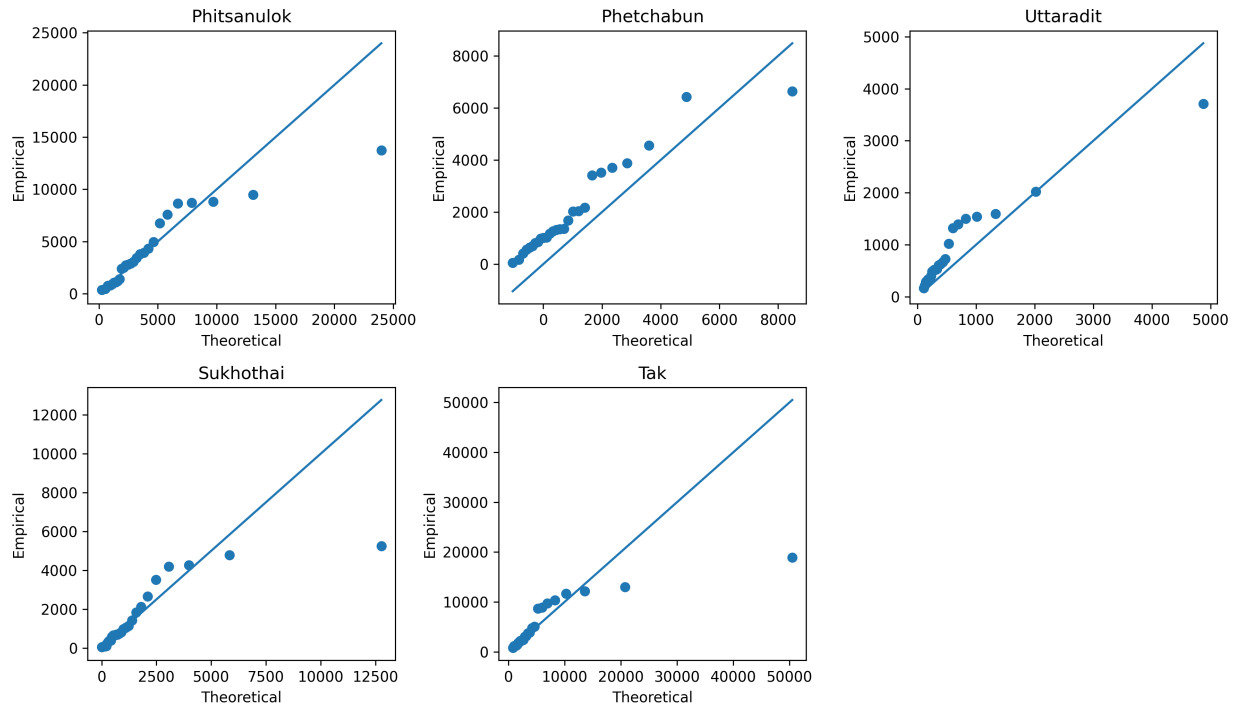 Phitsanulok
25000
20000
15000
10000
5000
0
Empirical
0 5000 10000 15000 20000 25000
Theoretical
Phetchabun
8000
6000
4000
2000
0
Empirical
0 2000 4000 6000 8000
Theoretical
Uttaradit
5000
4000
3000
2000
1000
0
Empirical
0 1000 2000 3000 4000 5000
Theoretical
Sukhothai
12000
10000
8000
6000
4000
2000
0
Empirical
0 2500 5000 7500 10000 12500
Theoretical
Tak
50000
40000
30000
20000
10000
0
Empirical
0 10000 20000 30000 40000 50000
Theoretical